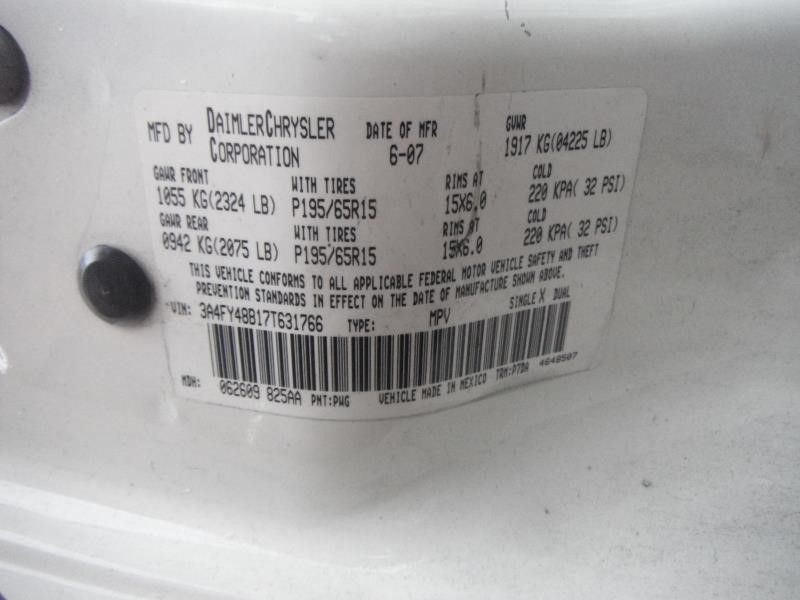 MFD BY DAIMLERCHRYSLER CORPORATION DATE OF MFR 6-07 GVWR 1917 KG(04225 LB)
GAWR FRONT WITH TIRES RIMS AT COLD
1055 KG(2324 LB) P195/65R15 15X6.0 220 KPA( 32 PSI)
GAWR REAR WITH TIRES RIMS AT COLD
0942 KG(2075 LB) P195/65R15 15X6.0 220 KPA( 32 PSI)
THIS VEHICLE CONFORMS TO ALL APPLICABLE FEDERAL MOTOR VEHICLE SAFETY AND THEFT
PREVENTION STANDARDS IN EFFECT ON THE DATE OF MANUFACTURE SHOWN ABOVE.
VIN: 3A4FY48B17T631766 TYPE: MPV SINGLE X DUAL
MDH: 062609 825AA PNT:PWG VEHICLE MADE IN MEXICO TRM:P7DA 4648507